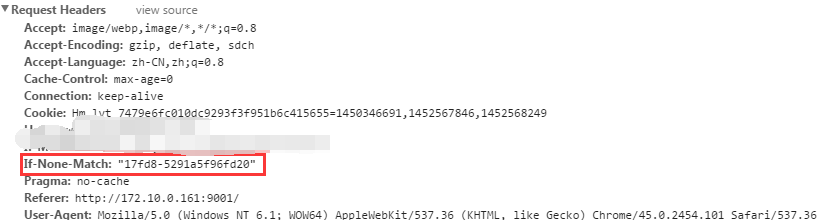 Request Headers view source
Accept: image/webp,image/*,*/*;q=0.8
Accept-Encoding: gzip, deflate, sdch
Accept-Language: zh-CN,zh;q=0.8
Cache-Control: max-age=0
Connection: keep-alive
Cookie: Hm_lvt_7479e6fc010dc9293f3f951b6c415655=1450346691,1452567846,1452568249
If-None-Match: "17fd8-5291a5f96fd20"
Pragma: no-cache
Referer: http://172.10.0.161:9001/
User-Agent: Mozilla/5.0 (Windows NT 6.1; WOW64) AppleWebKit/537.36 (KHTML, like Gecko) Chrome/45.0.2454.101 Safari/537.36